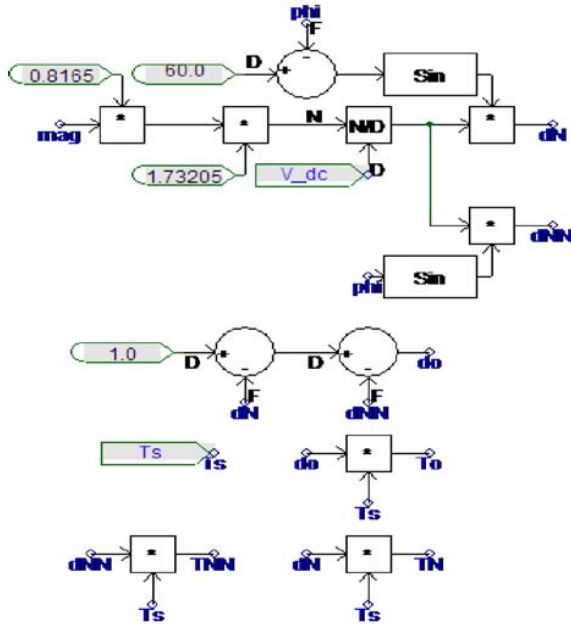 phi
F
-
0.8165
60.0
D
+
Sin
mag
*
*
N
N/D
*
dN
1.73205
V_dc
D
*
dNN
phi
Sin
1.0
D
+
-
F
dN
D
+
-
F
dNN
do
Ts
Ts
do
*
To
Ts
dNN
*
TNN
Ts
dN
*
TN
Ts